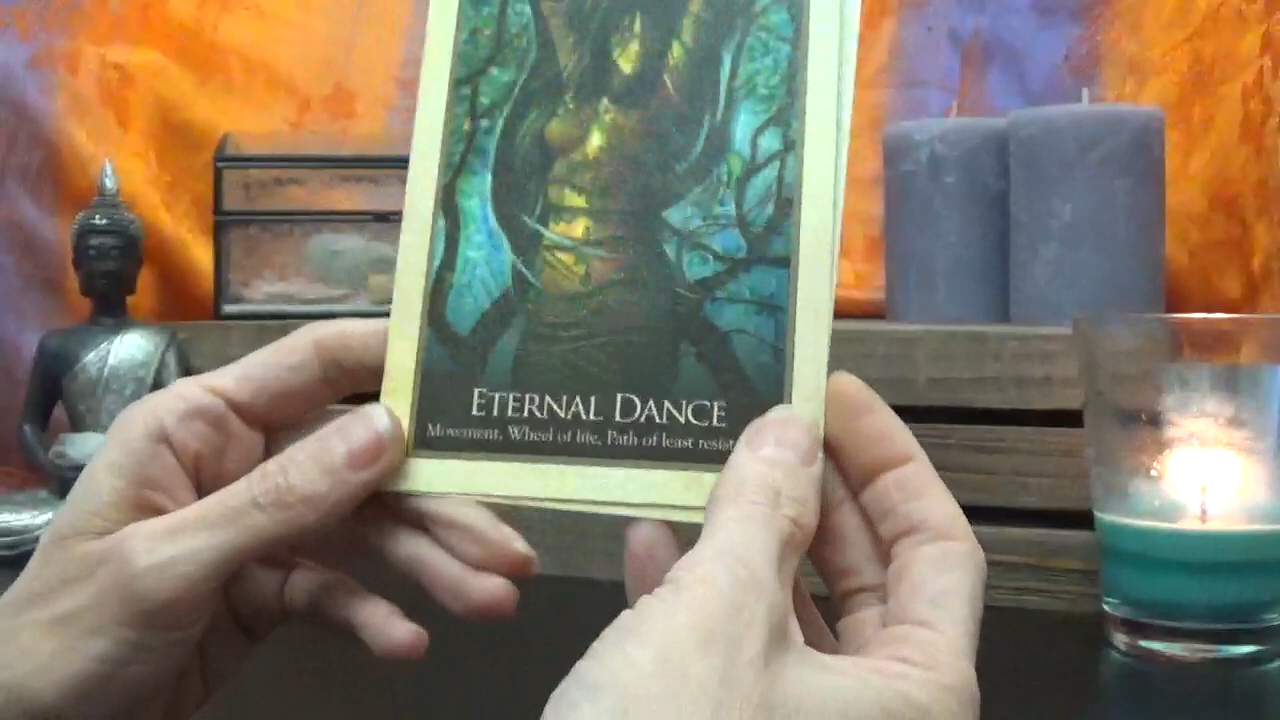 ETERNAL DANCE
Movement, Wheel of life, Path of least